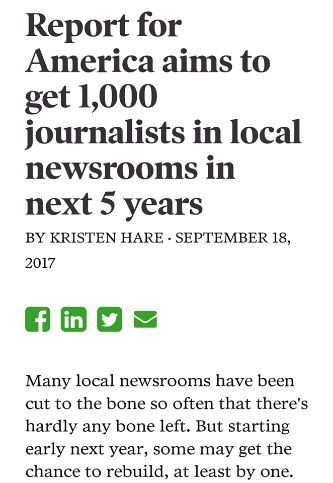 Report for
America aims to
get 1,000
journalists in local
newsrooms in
next 5 years
BY KRISTEN HARE · SEPTEMBER 18,
2017
Many local newsrooms have been
cut to the bone so often that there's
hardly any bone left. But starting
early next year, some may get the
chance to rebuild, at least by one.